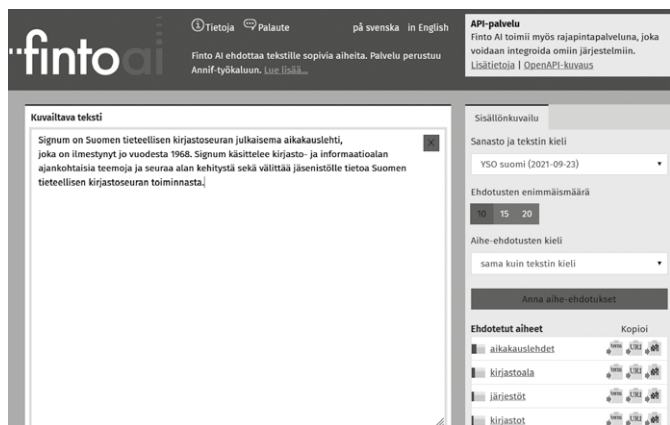 fintoai
Tietoja Palaute på svenska in English
Finto AI ehdottaa tekstille sopivia aiheita. Palvelu perustuu
Annif-työkaluun. Lue lisää...
API-palvelu
Finto AI toimii myös rajapintapalveluna, joka
voidaan integroida omiin järjestelmiin.
Lisätietoja | OpenAPI-kuvaus
Kuvailtava teksti
Signum on Suomen tieteellisen kirjastoseuran julkaisema aikakauslehti,
joka on ilmestynyt jo vuodesta 1968. Signum käsittelee kirjasto- ja informaatioalan
ajankohtaisia teemoja ja seuraa alan kehitystä sekä välittää jäsenistölle tietoa Suomen
tieteellisen kirjastoseuran toiminnasta.
Sisällönkuvailu
Sanasto ja tekstin kieli
YSO suomi (2021-09-23)
Ehdotusten enimmäismäärä
10 15 20
Aihe-ehdotusten kieli
sama kuin tekstin kieli
Anna aihe-ehdotukset
Ehdotetut aiheet Kopioi
aikakauslehdet URI
kirjastoala URI
järjestöt URI
kirjastot URI